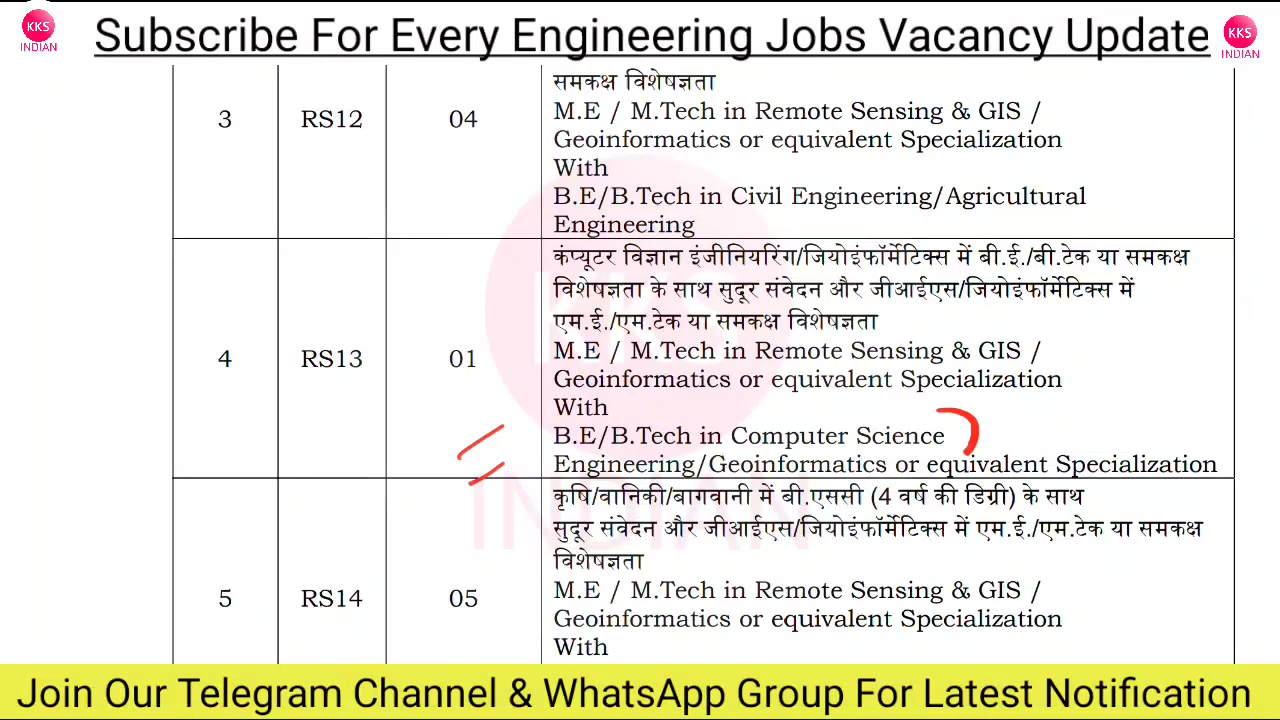 KKS
INDIAN
Subscribe For Every Engineering Jobs Vacancy Update
KKS
INDIAN
3
RS12
04
समकक्ष विशेषज्ञता
M.E / M.Tech in Remote Sensing & GIS /
Geoinformatics or equivalent Specialization
With
B.E/B.Tech in Civil Engineering/Agricultural
Engineering
4
RS13
01
कंप्यूटर विज्ञान इंजीनियरिंग/जियोइंफॉर्मेटिक्स में बी.ई./बी.टेक या समकक्ष
विशेषज्ञता के साथ सुदूर संवेदन और जीआईएस/जियोइंफॉर्मेटिक्स में
एम.ई./एम.टेक या समकक्ष विशेषज्ञता
M.E / M.Tech in Remote Sensing & GIS /
Geoinformatics or equivalent Specialization
With
B.E/B.Tech in Computer Science
Engineering/Geoinformatics or equivalent Specialization
5
RS14
05
कृषि/वानिकी/बागवानी में बी.एससी (4 वर्ष की डिग्री) के साथ
सुदूर संवेदन और जीआईएस/जियोइंफॉर्मेटिक्स में एम.ई./एम.टेक या समकक्ष
विशेषज्ञता
M.E / M.Tech in Remote Sensing & GIS /
Geoinformatics or equivalent Specialization
With
KKS
INDIAN
Join Our Telegram Channel & WhatsApp Group For Latest Notification